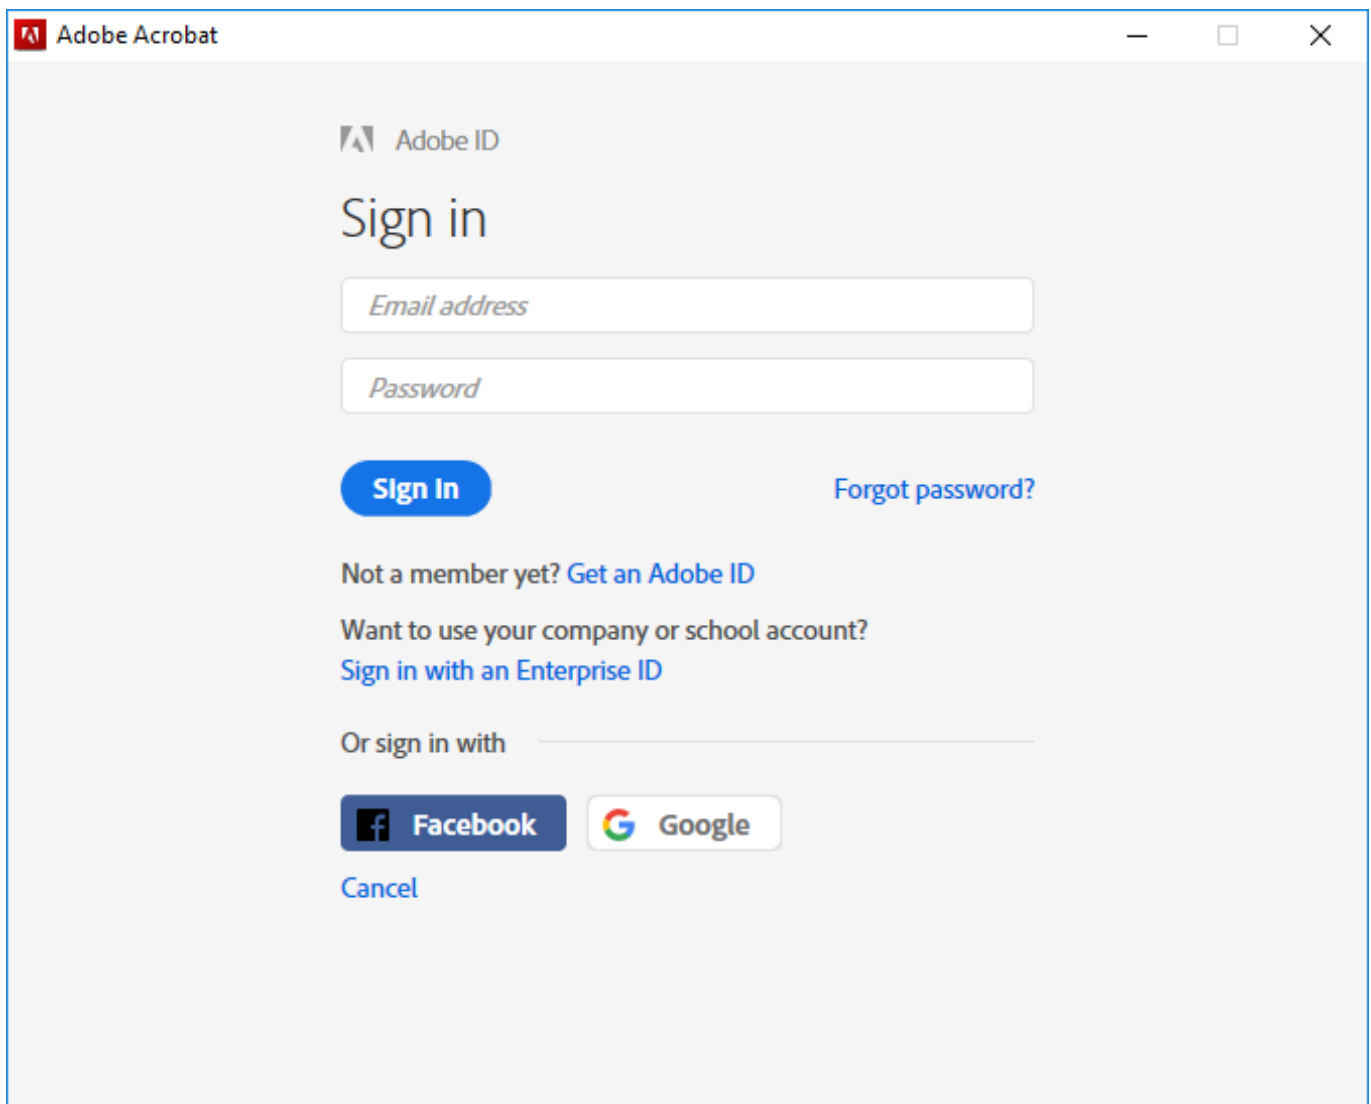 Adobe Acrobat
Adobe ID
Sign in
Email address
Password
Sign in
Forgot password?
Not a member yet? Get an Adobe ID
Want to use your company or school account?
Sign in with an Enterprise ID
Or sign in with
Facebook
Google
Cancel